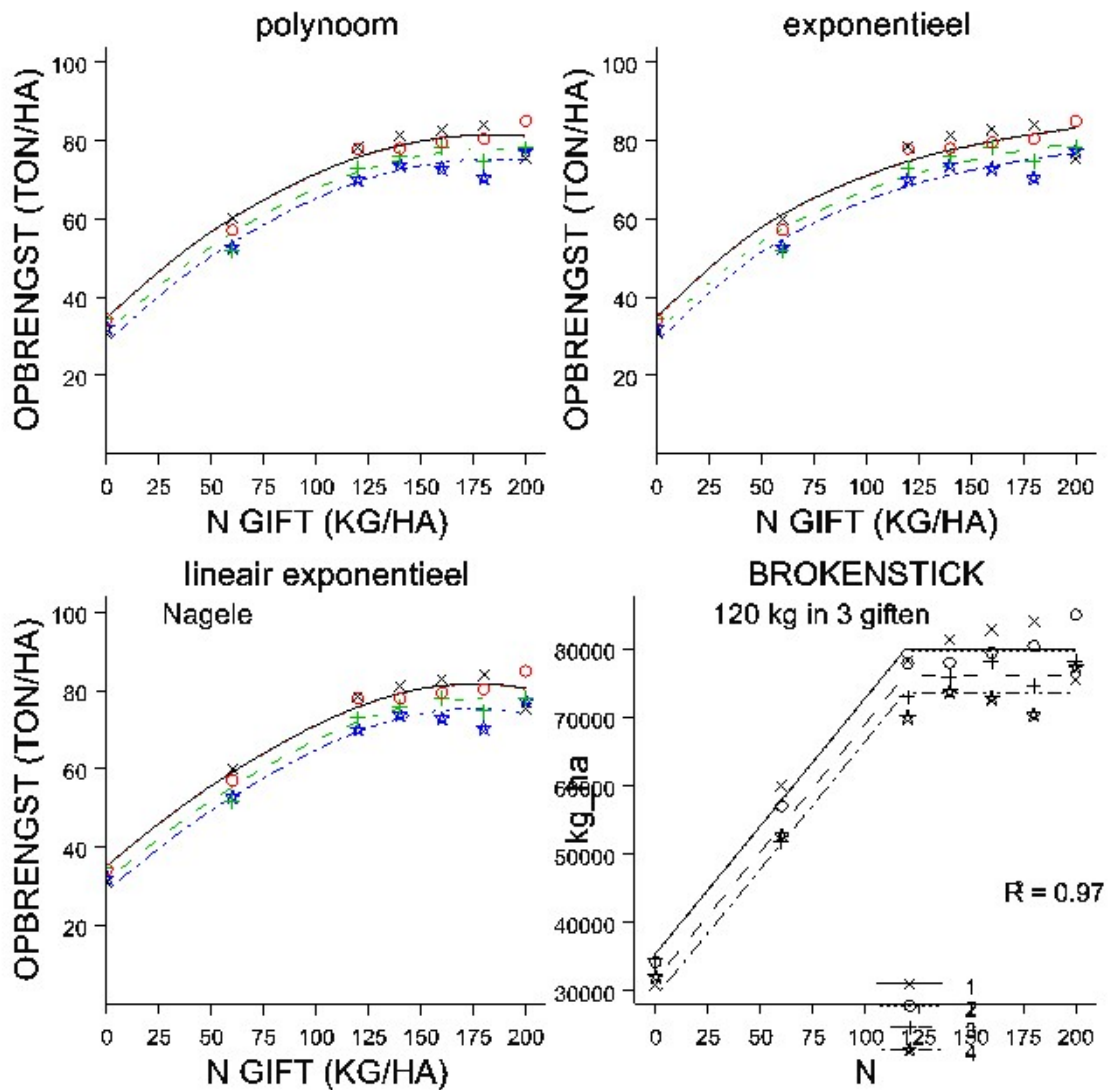 polynoom
OPBRENGST (TON/HA)
100
80
60
40
20
0 25 50 75 100 125 150 175 200
N GIFT (KG/HA)
exponentieel
OPBRENGST (TON/HA)
100
80
60
40
20
0 25 50 75 100 125 150 175 200
N GIFT (KG/HA)
lineair exponentieel
Nagele
OPBRENGST (TON/HA)
100
80
60
40
20
0 25 50 75 100 125 150 175 200
N GIFT (KG/HA)
BROKENSTICK
120 kg in 3 giften
kg_ha
80000
70000
60000
50000
40000
30000
R² = 0.97
1
2
3
4
0 25 50 75 100 125 150 175 200
N